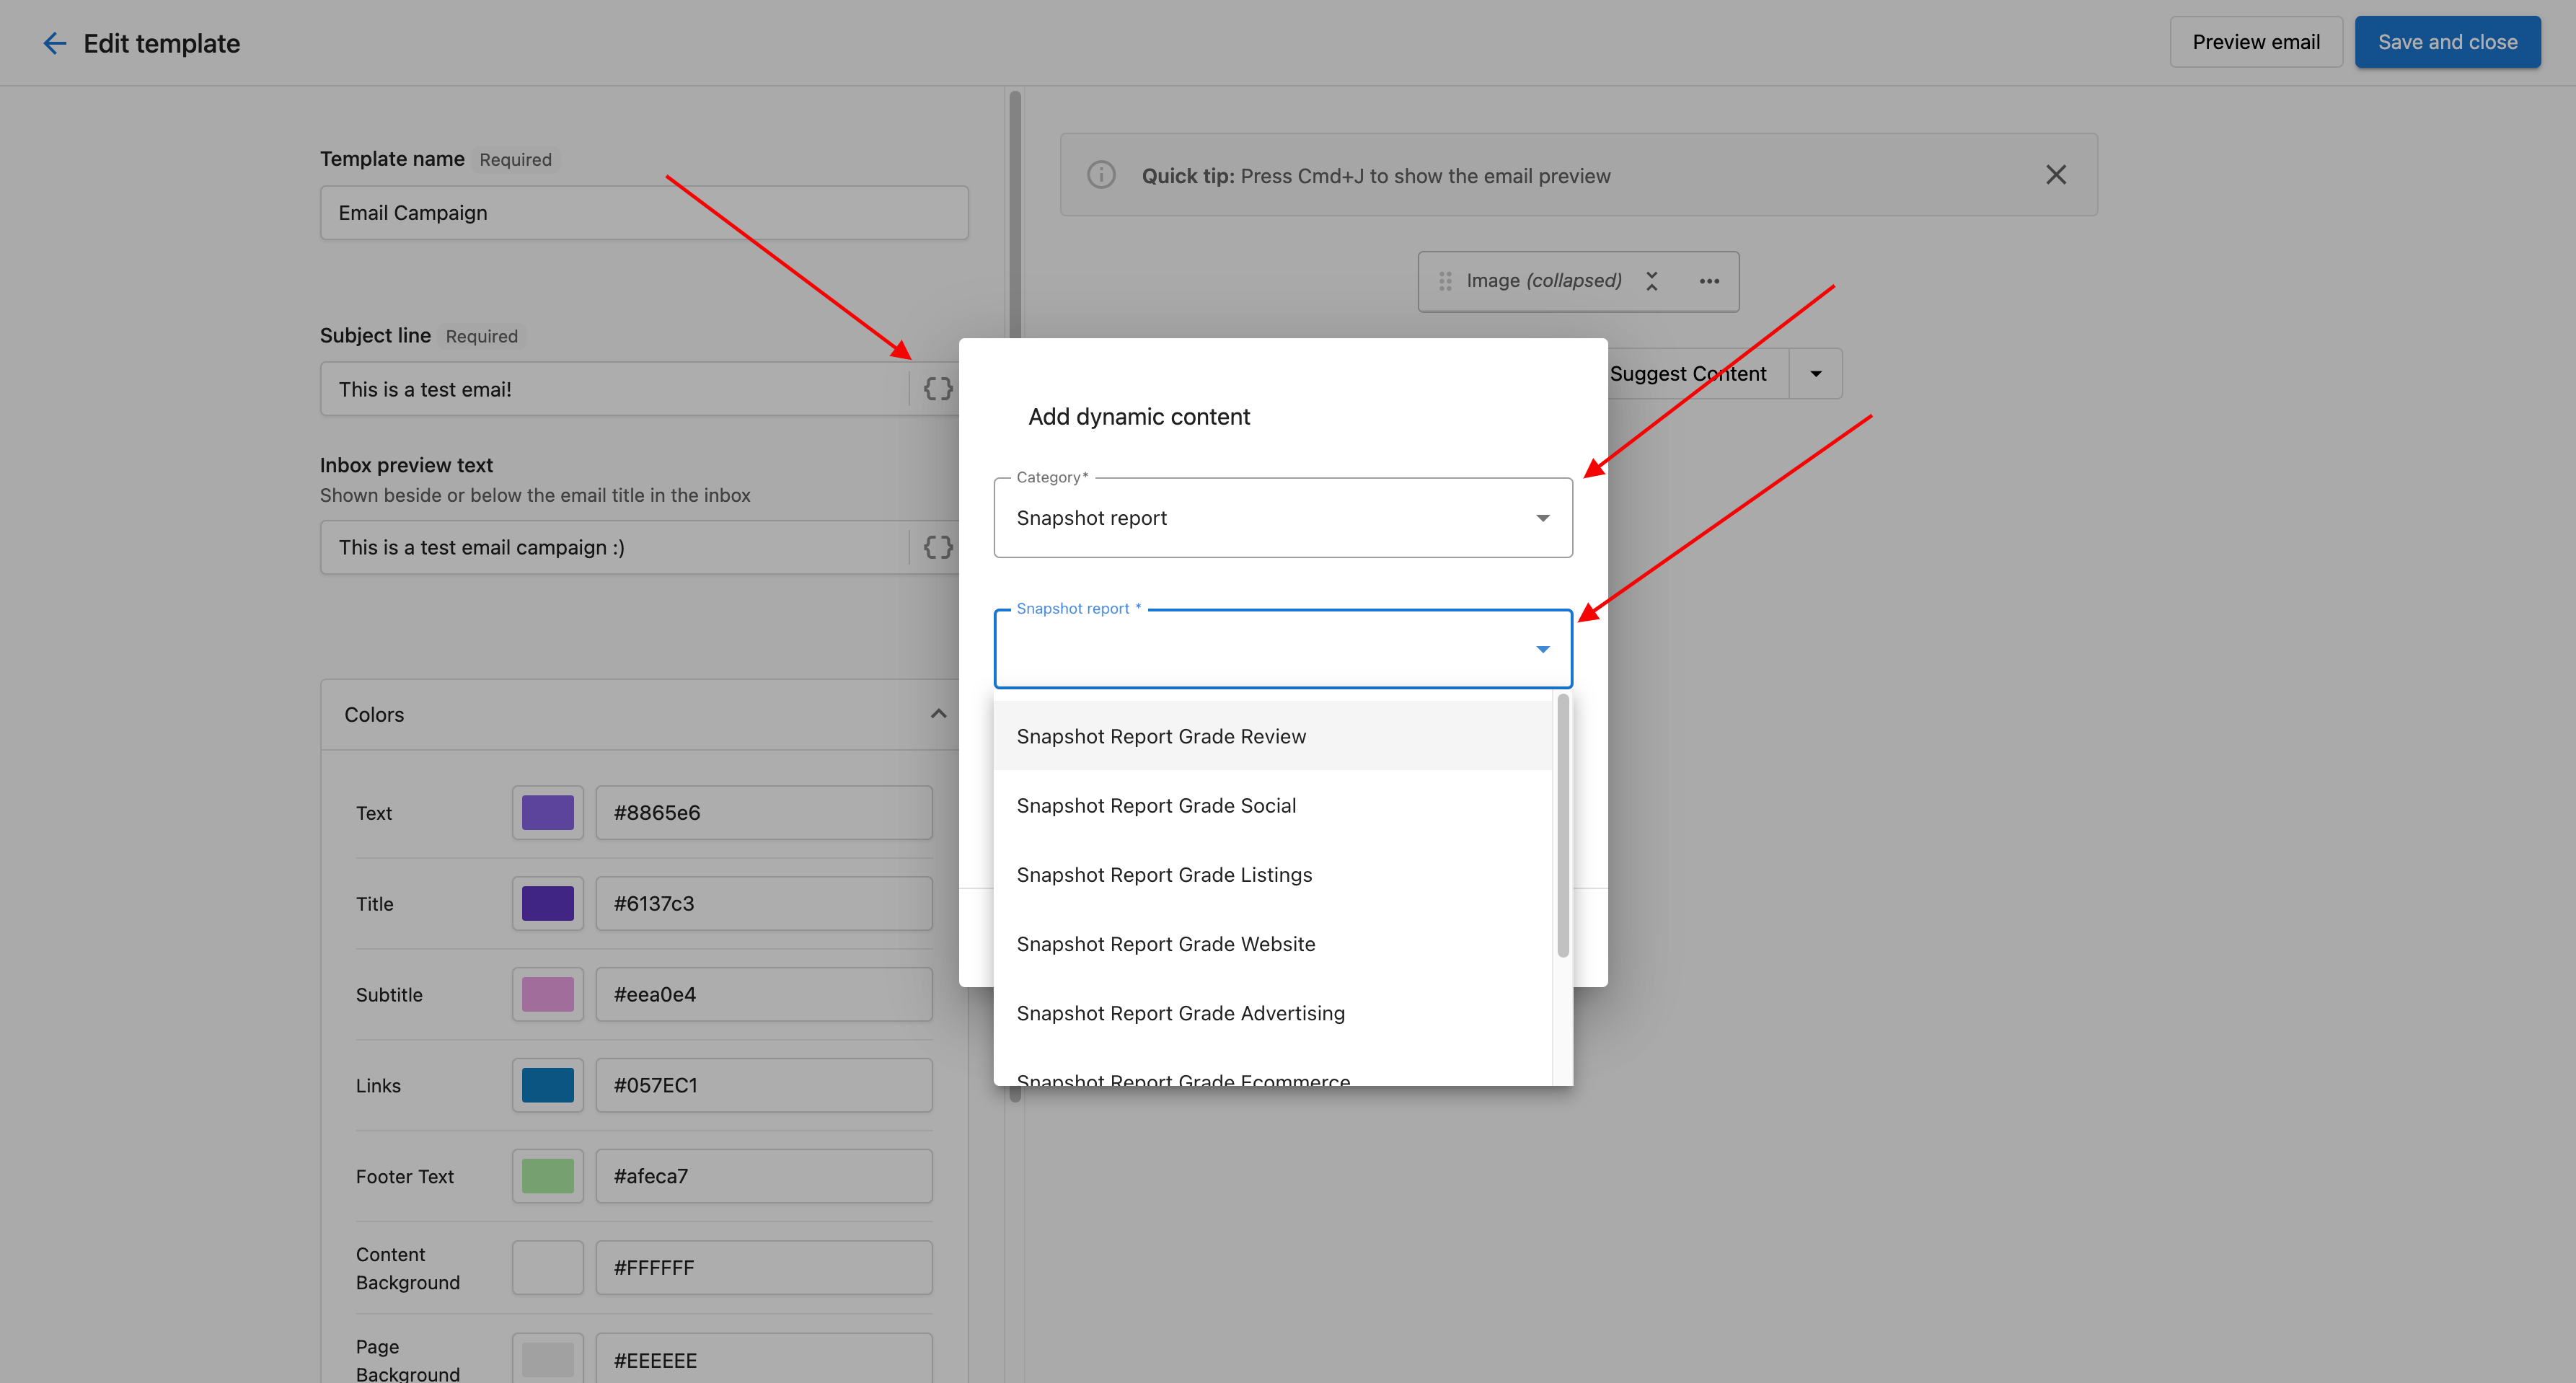 Edit template
Preview email
Save and close
Template name Required
Email Campaign
Subject line Required
This is a test emai!
{}
Inbox preview text
Shown beside or below the email title in the inbox
This is a test email campaign :)
{}
Colors
Text #8865e6
Title #6137c3
Subtitle #eea0e4
Links #057EC1
Footer Text #afeca7
Content
Background
#FFFFFF
Page
Background
#EEEEEE
Quick tip: Press Cmd+J to show the email preview
Image (collapsed)
Suggest Content
Add dynamic content
Category*
Snapshot report
Snapshot report *
Snapshot Report Grade Review
Snapshot Report Grade Social
Snapshot Report Grade Listings
Snapshot Report Grade Website
Snapshot Report Grade Advertising
Snapshot Report Grade Ecommerce